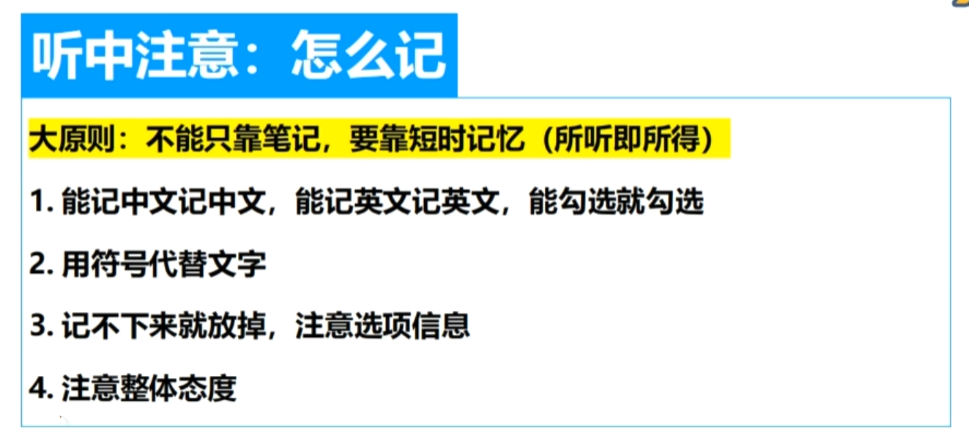 听中注意：怎么记
大原则：不能只靠笔记，要靠短时记忆（所听即所得）
1. 能记中文记中文，能记英文记英文，能勾选就勾选
2. 用符号代替文字
3. 记不下来就放掉，注意选项信息
4. 注意整体态度